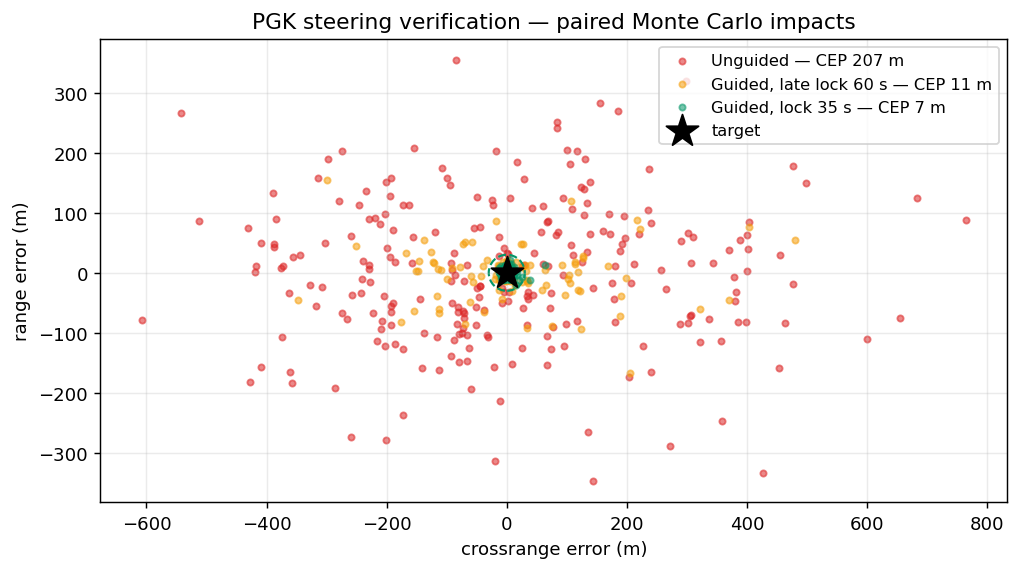 PGK steering verification — paired Monte Carlo impacts
Unguided — CEP 207 m
Guided, late lock 60 s — CEP 11 m
Guided, lock 35 s — CEP 7 m
target
range error (m)
300
200
100
0
−100
−200
−300
−600 −400 −200 0 200 400 600 800
crossrange error (m)